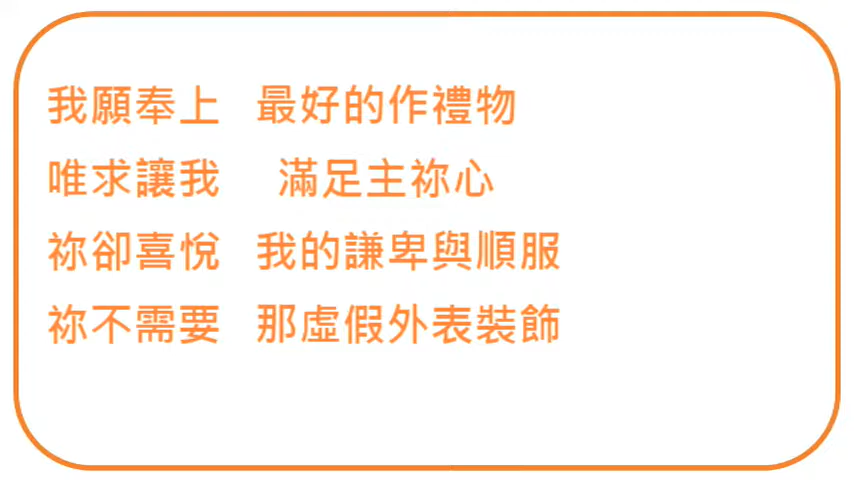 我願奉上 最好的作禮物
唯求讓我 滿足主祢心
祢卻喜悅 我的謙卑與順服
祢不需要 那虛假外表裝飾